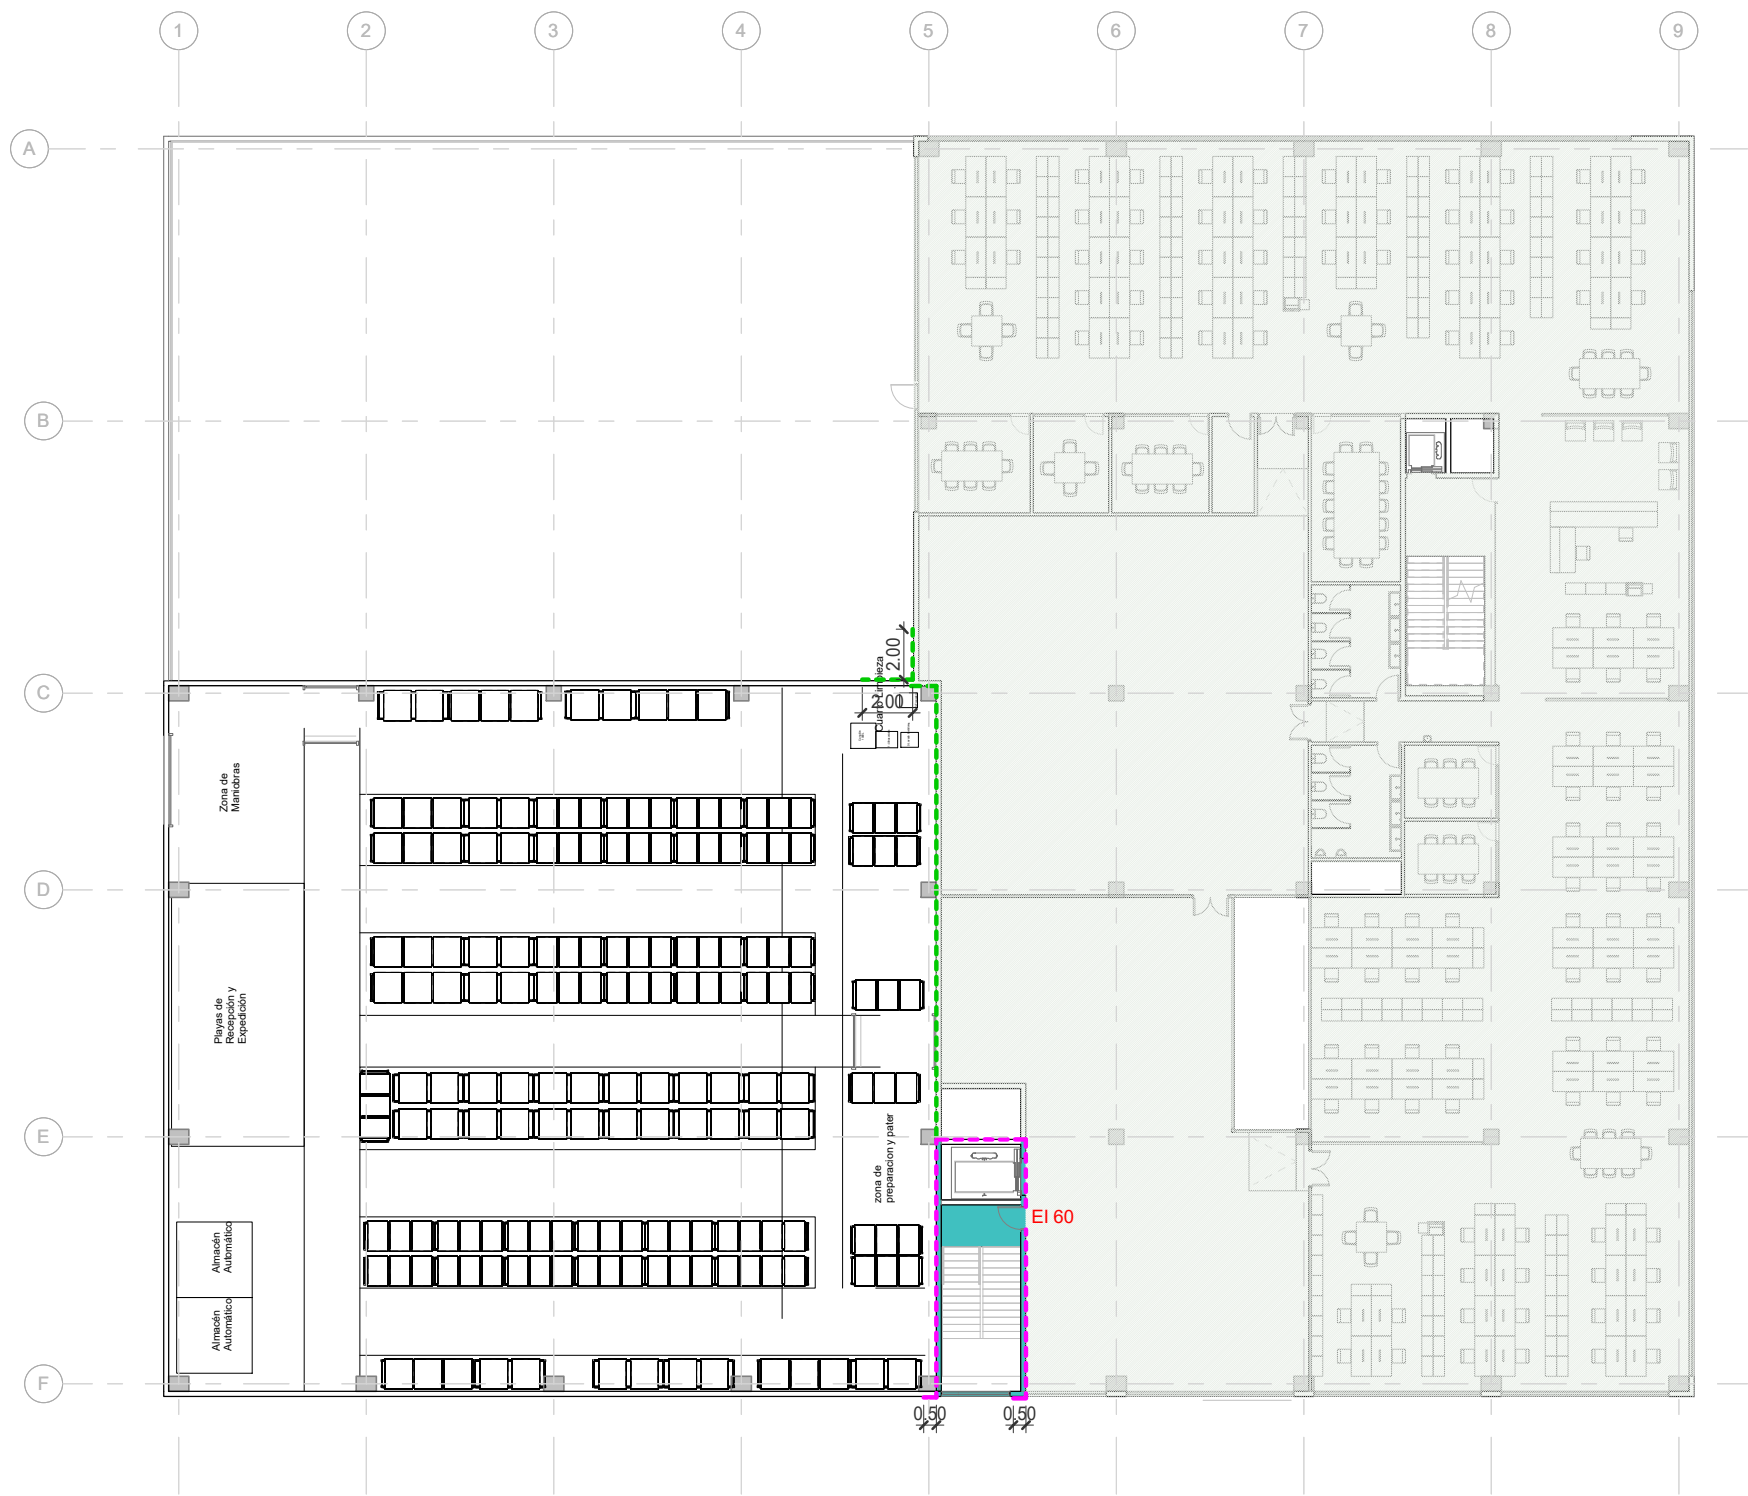 1 2 3 4 5 6 7 8 9
A
B
C
D
E
F
2.00
Cuarto Limpieza
2.00
Zona de
Maniobras
Playas de
Recepción y
Expedición
zona de
preparacion y pater
EI 60
Almacén
Automático
Almacén
Automático
0.50
0.50